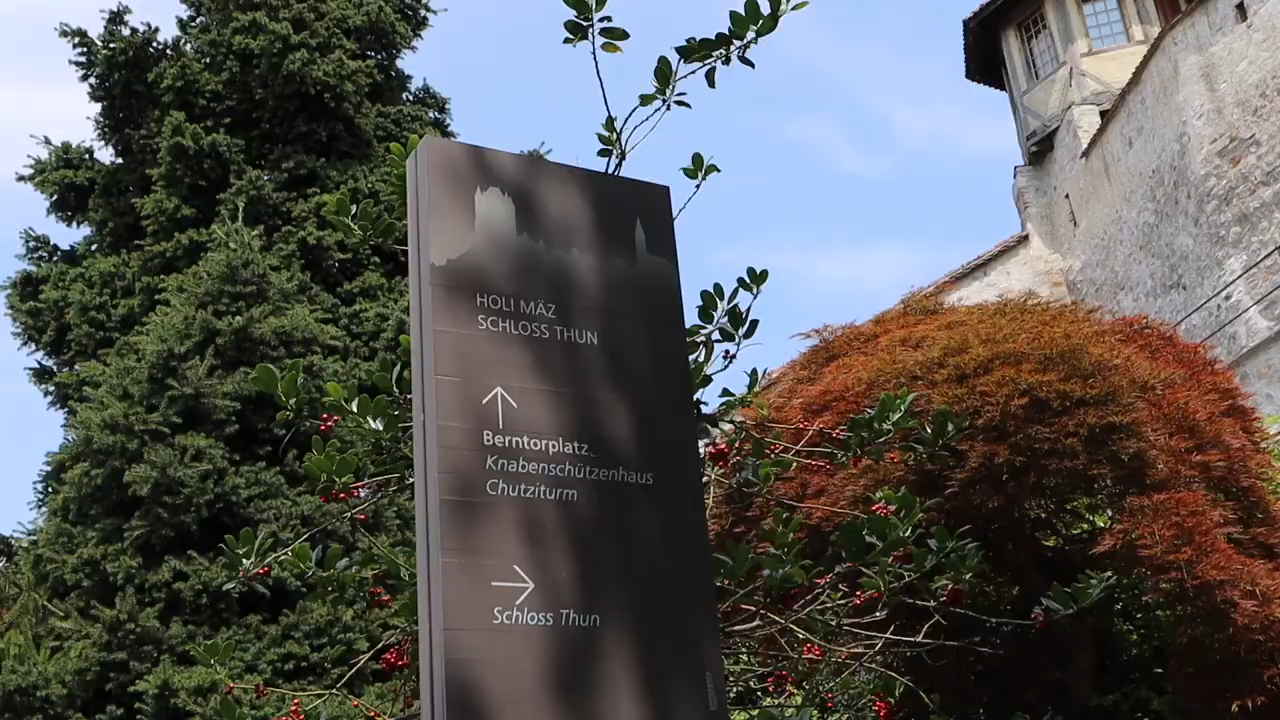 HOLI MÄZ
SCHLOSS THUN
Berntorplatz
Knabenschützenhaus
Chutziturm
Schloss Thun